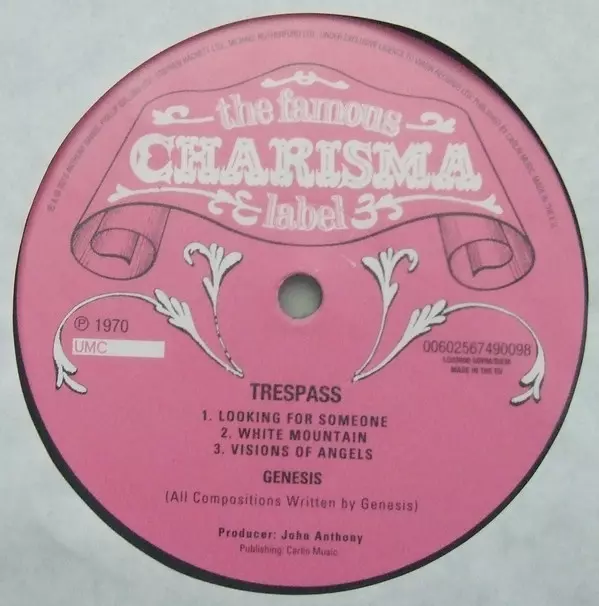 the famous
CHARISMA
label
℗ 1970
UMC
00602567490098
MADE IN THE EU
TRESPASS
1. LOOKING FOR SOMEONE
2. WHITE MOUNTAIN
3. VISIONS OF ANGELS
GENESIS
(All Compositions Written by Genesis)
Producer: John Anthony
Publishing: Carlin Music